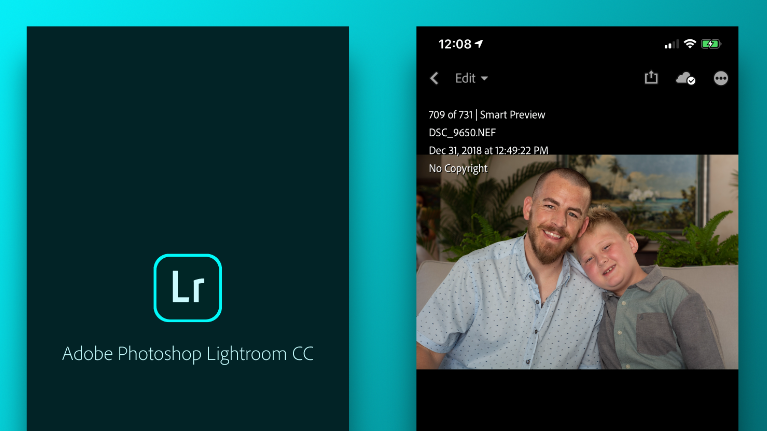 Lr
Adobe Photoshop Lightroom CC
12:08
Edit
709 of 731 | Smart Preview
DSC_9650.NEF
Dec 31, 2018 at 12:49:22 PM
No Copyright